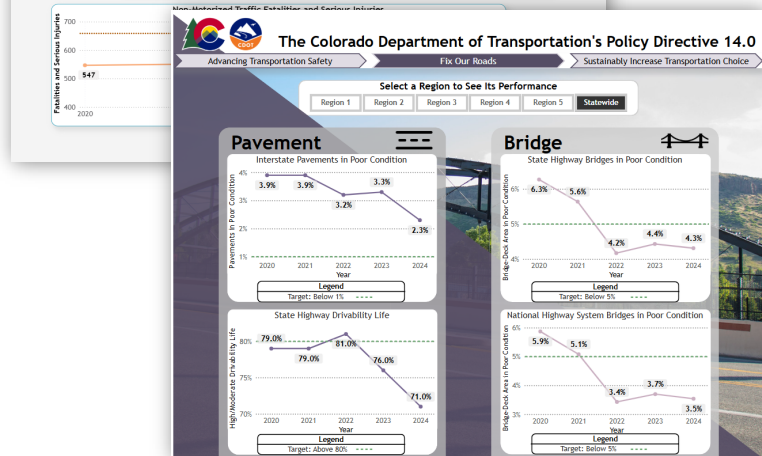 Non-Motorized Traffic Fatalities and Serious Injuries
Fatalities and Serious Injuries
700
600
500
400
547
2020
CDOT
The Colorado Department of Transportation's Policy Directive 14.0
Advancing Transportation Safety
Fix Our Roads
Sustainably Increase Transportation Choice
Select a Region to See Its Performance
Region 1
Region 2
Region 3
Region 4
Region 5
Statewide
Pavement
Interstate Pavements in Poor Condition
Pavements in Poor Condition
4%
3%
2%
1%
3.9%
3.9%
3.2%
3.3%
2.3%
2020
2021
2022
2023
2024
Year
Legend
Target: Below 1% ----
State Highway Drivability Life
High/Moderate Drivability Life
80%
75%
70%
79.0%
79.0%
81.0%
76.0%
71.0%
2020
2021
2022
2023
2024
Year
Legend
Target: Above 80% ----
Bridge
State Highway Bridges in Poor Condition
Bridge-Deck Area in Poor Condition
6%
5%
4%
6.3%
5.6%
4.2%
4.4%
4.3%
2020
2021
2022
2023
2024
Year
Legend
Target: Below 5% ----
National Highway System Bridges in Poor Condition
Bridge-Deck Area in Poor Condition
6%
5%
4%
3%
5.9%
5.1%
3.4%
3.7%
3.5%
2020
2021
2022
2023
2024
Year
Legend
Target: Below 5% ----